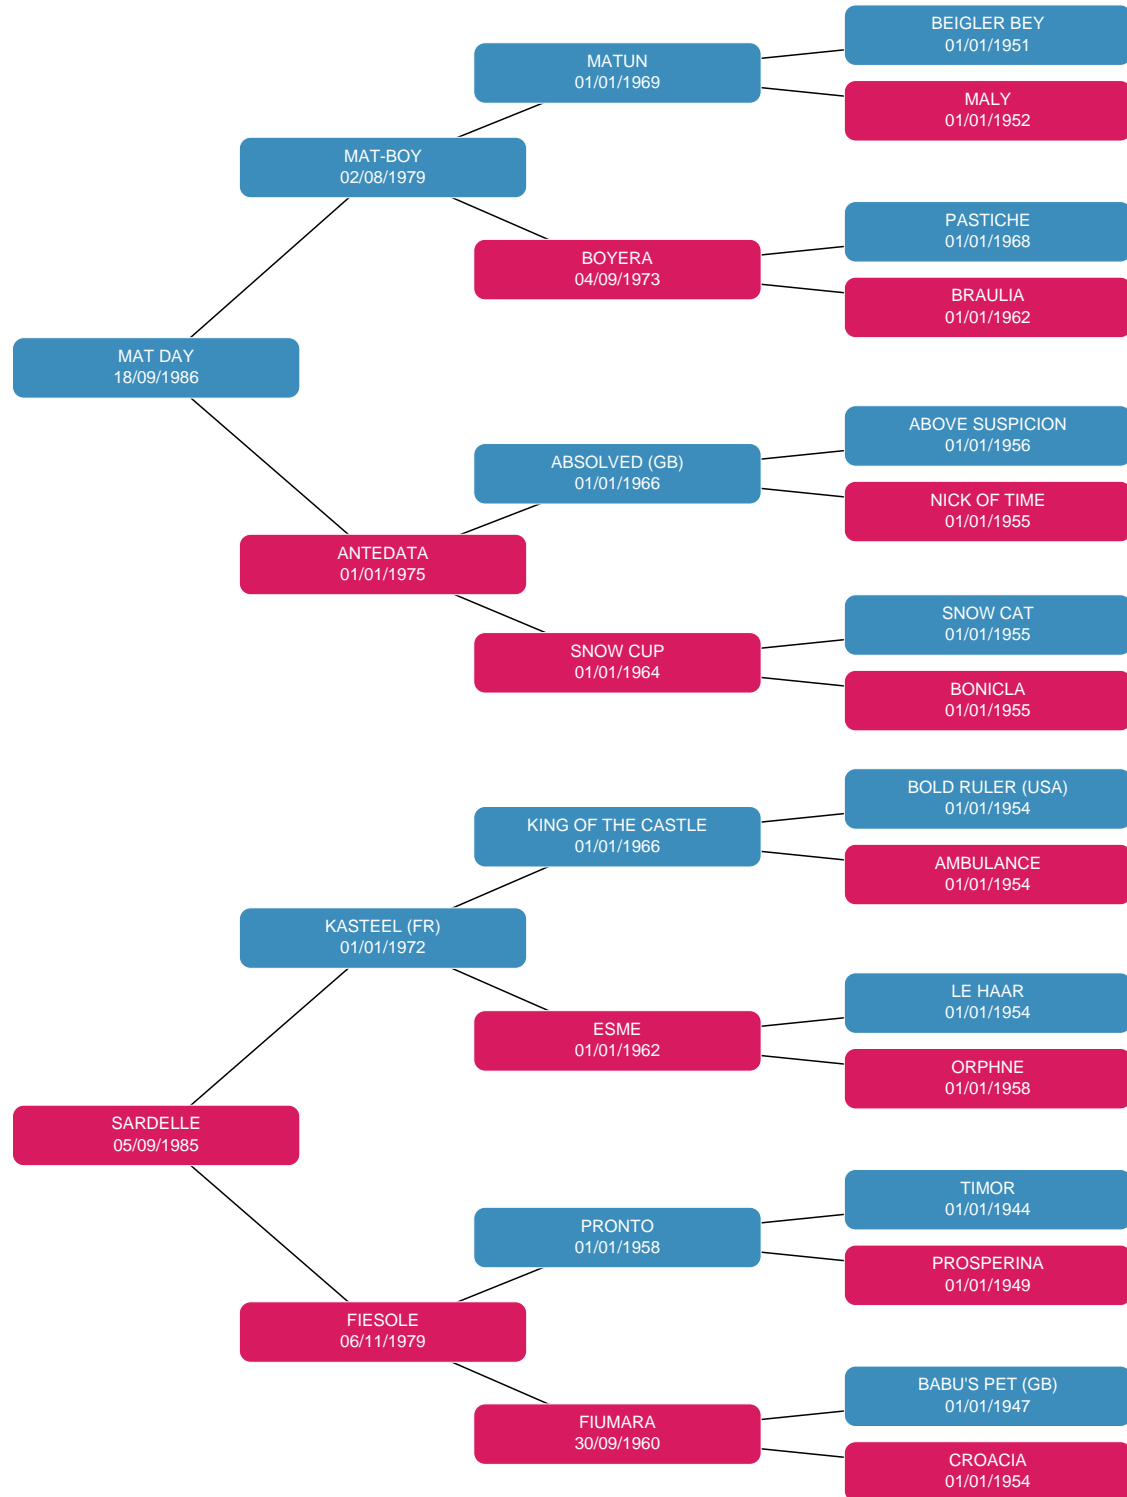 BEIGLER BEY
01/01/1951
MATUN
01/01/1969
MALY
01/01/1952
MAT-BOY
02/08/1979
PASTICHE
01/01/1968
BOYERA
04/09/1973
BRAULIA
01/01/1962
MAT DAY
18/09/1986
ABOVE SUSPICION
01/01/1956
ABSOLVED (GB)
01/01/1966
NICK OF TIME
01/01/1955
ANTEDATA
01/01/1975
SNOW CAT
01/01/1955
SNOW CUP
01/01/1964
BONICLA
01/01/1955
BOLD RULER (USA)
01/01/1954
KING OF THE CASTLE
01/01/1966
AMBULANCE
01/01/1954
KASTEEL (FR)
01/01/1972
LE HAAR
01/01/1954
ESME
01/01/1962
ORPHNE
01/01/1958
SARDELLE
05/09/1985
TIMOR
01/01/1944
PRONTO
01/01/1958
PROSPERINA
01/01/1949
FIESOLE
06/11/1979
BABU'S PET (GB)
01/01/1947
FIUMARA
30/09/1960
CROACIA
01/01/1954